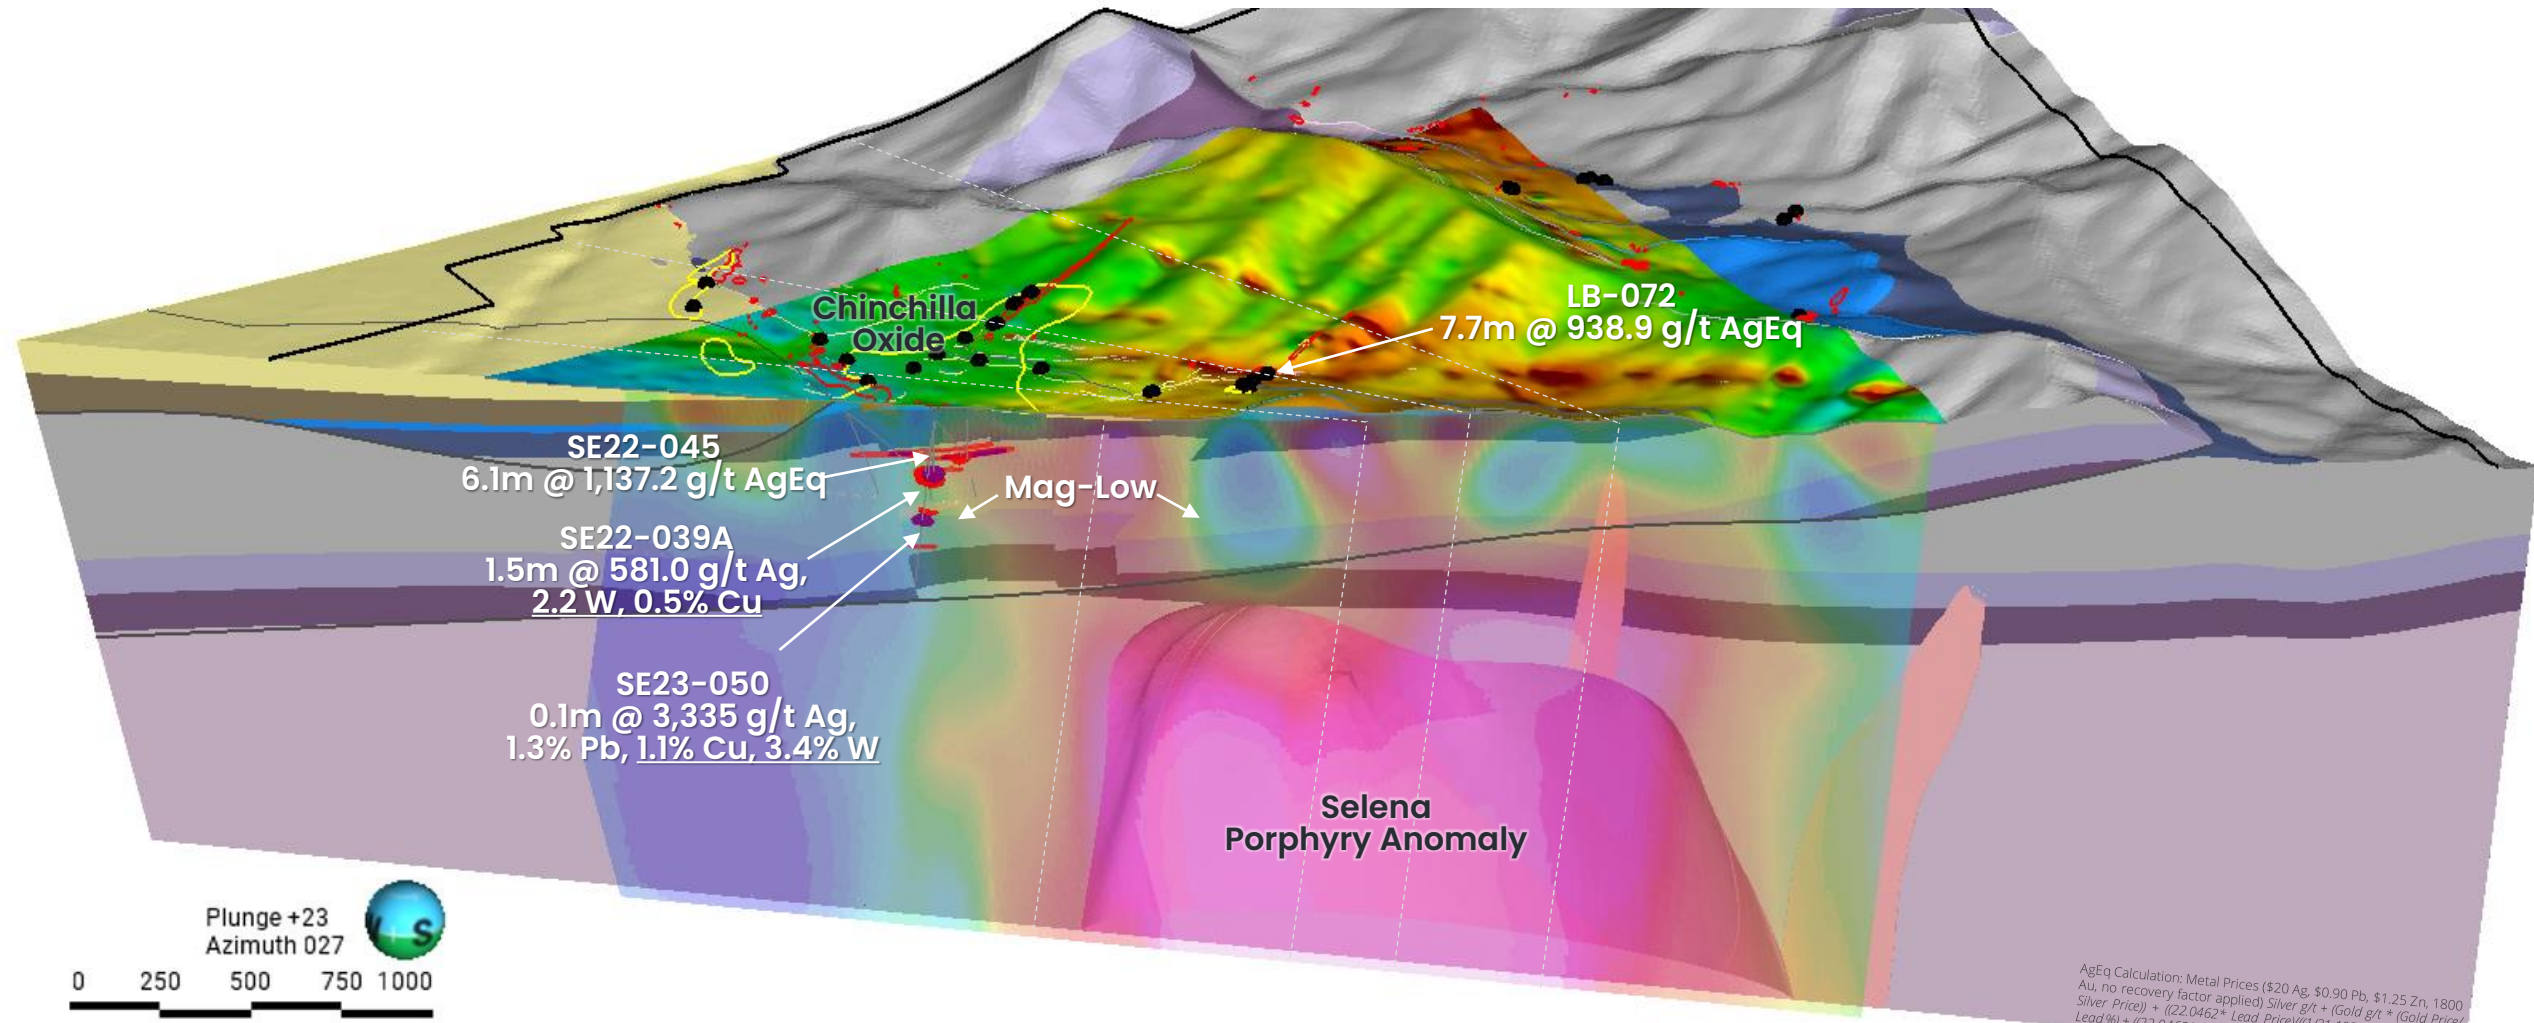 Chinchilla
Oxide
LB-072
7.7m @ 938.9 g/t AgEq
SE22-045
6.1m @ 1,137.2 g/t AgEq
Mag-Low
SE22-039A
1.5m @ 581.0 g/t Ag,
2.2 W, 0.5% Cu
SE23-050
0.1m @ 3,335 g/t Ag,
1.3% Pb, 1.1% Cu, 3.4% W
Selena
Porphyry Anomaly
Plunge +23
Azimuth 027
S
0 250 500 750 1000
AgEq Calculation: Metal Prices ($20 Ag, $0.90 Pb, $1.25 Zn, 1800
Au, no recovery factor applied) Silver g/t + (Gold g/t * (Gold Price/
Silver Price)) + ((22.0462* Lead
Lead %) +